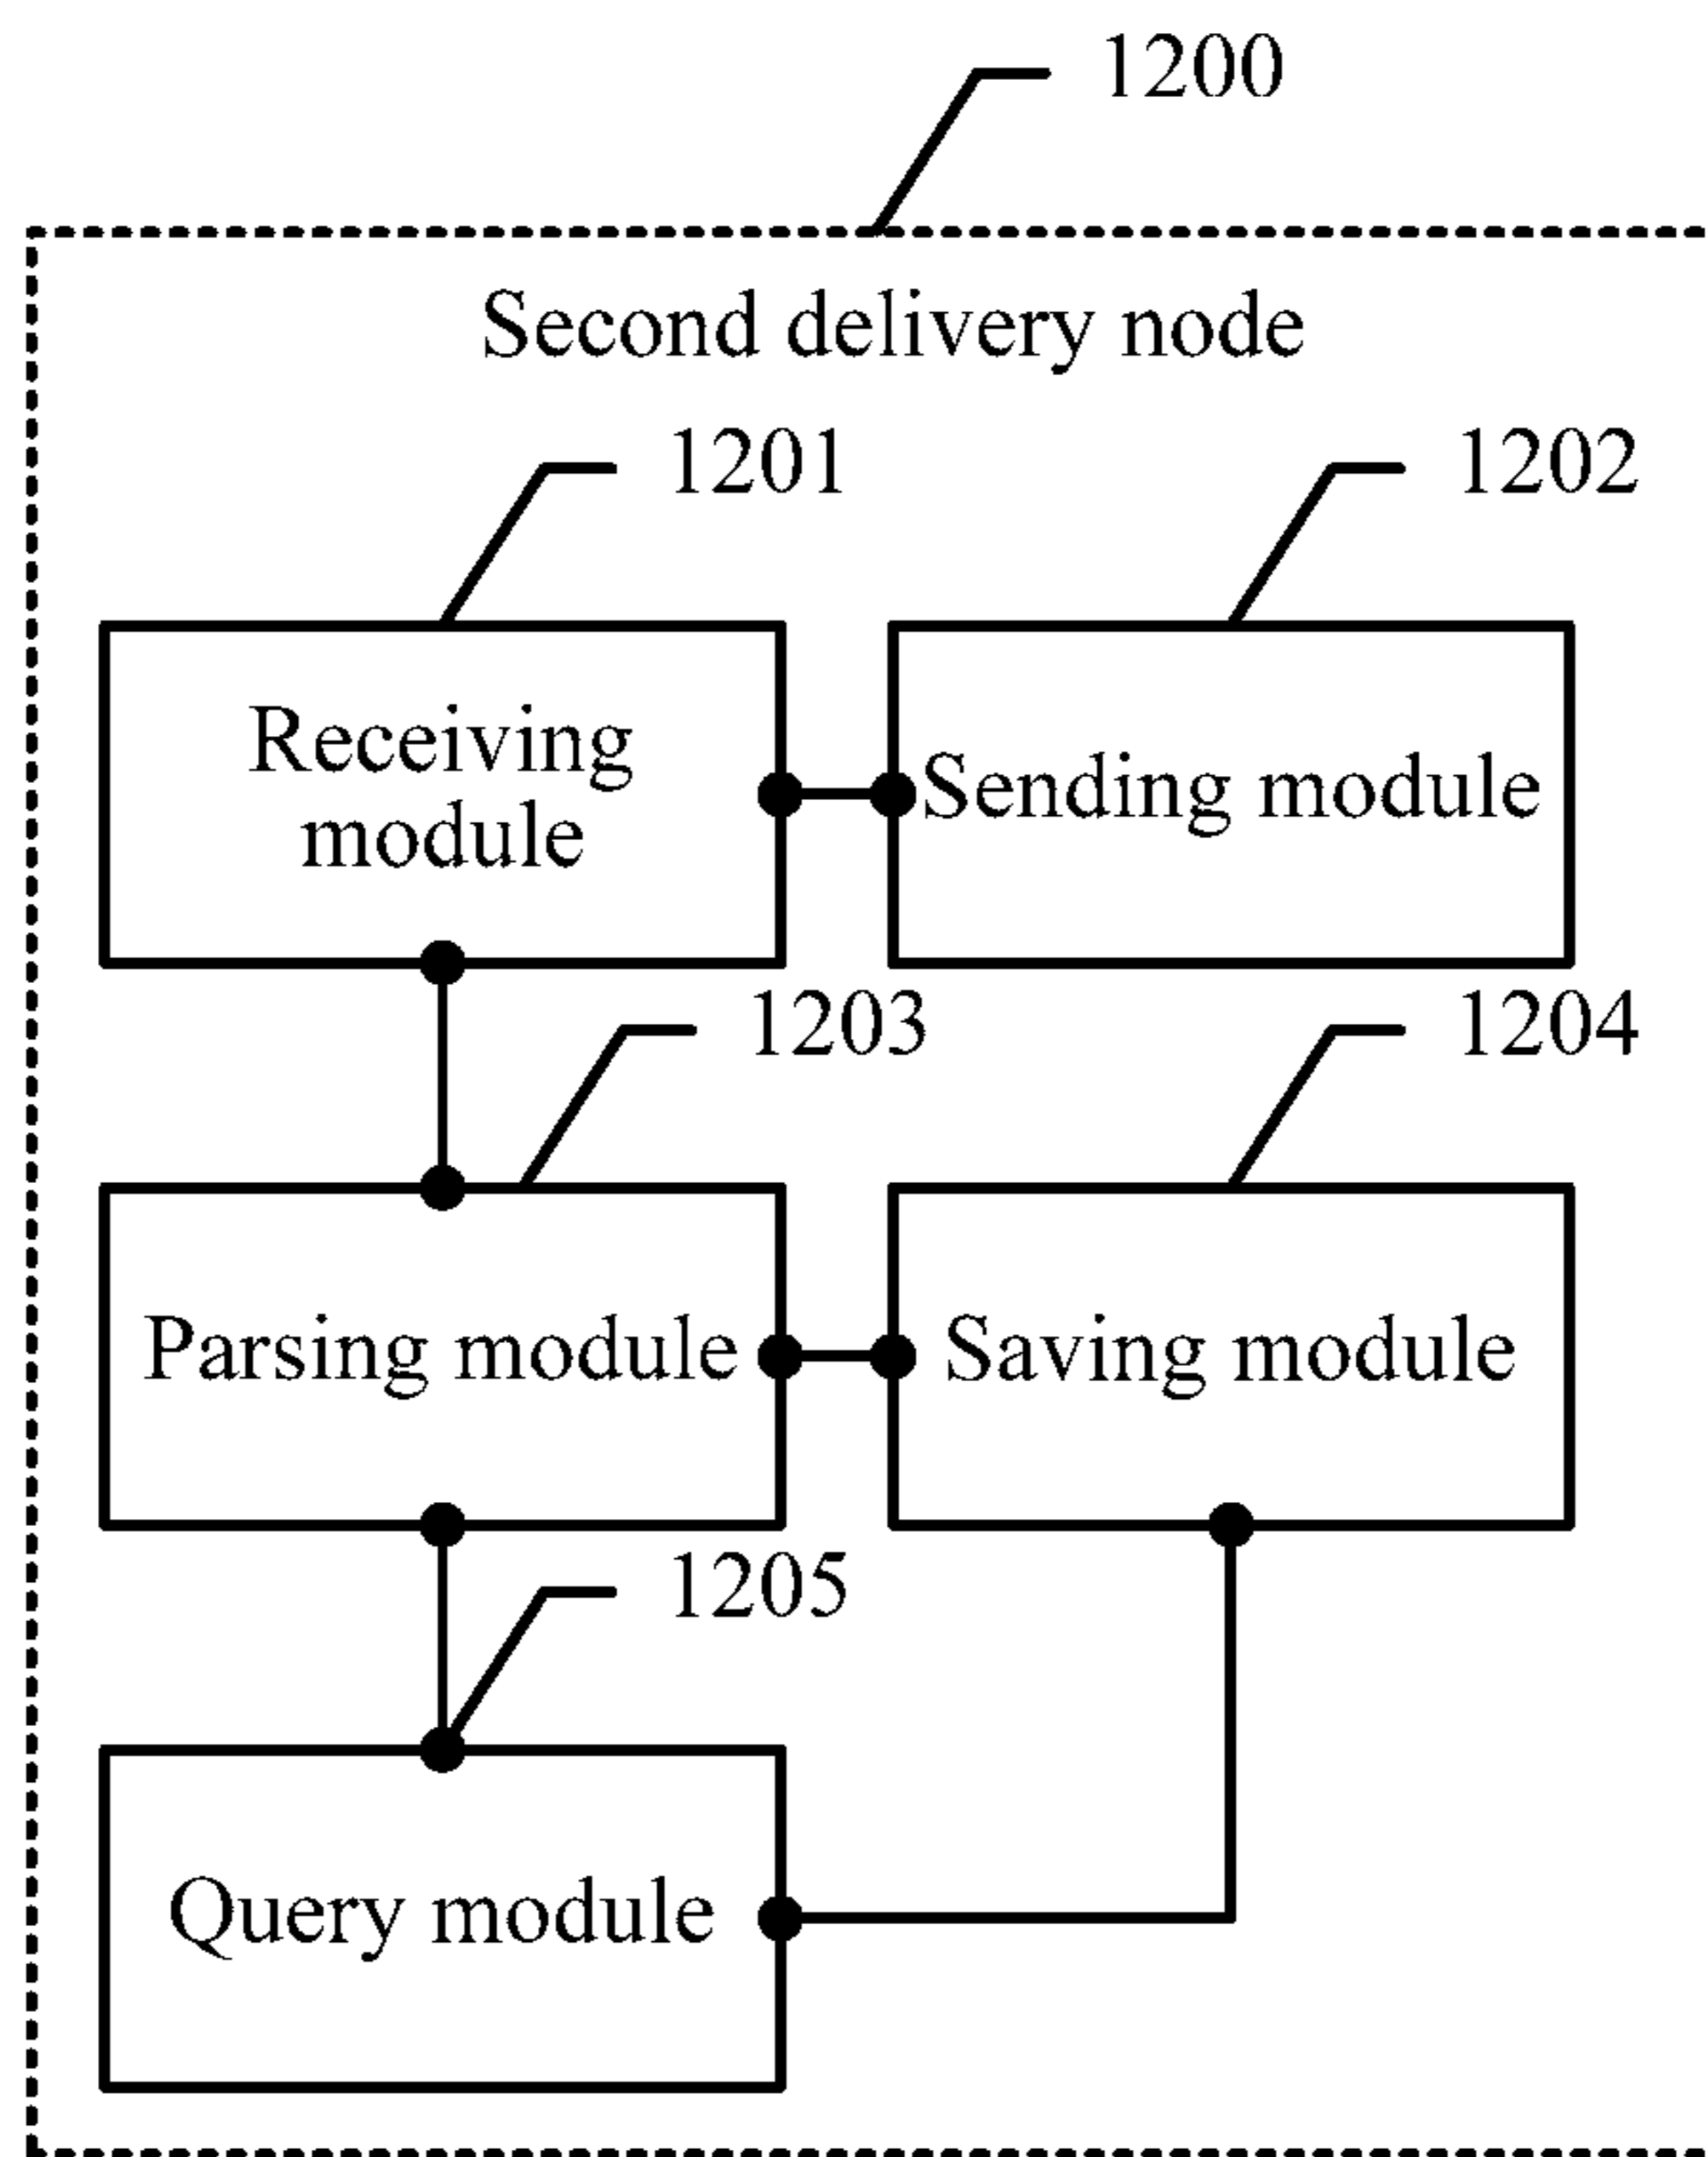 1200
Second delivery node
1201
1202
Receiving
module
Sending module
1203
1204
Parsing module
Saving module
1205
Query module